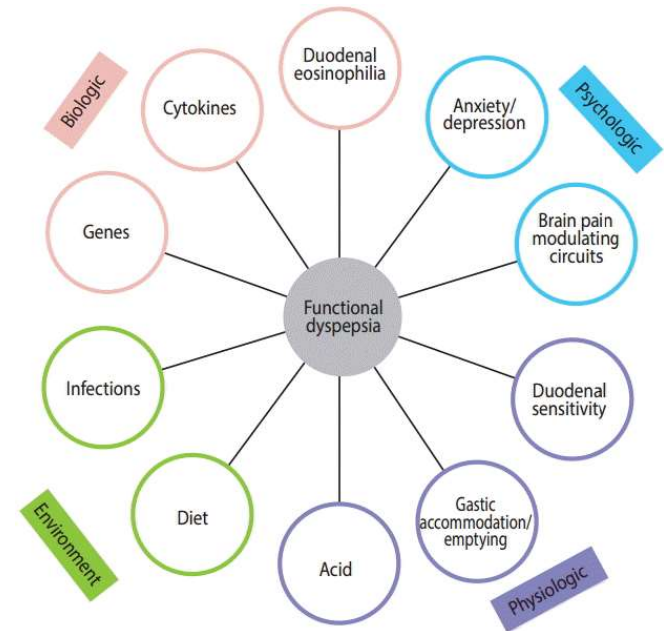 Duodenal
eosinophilia
Biologic
Cytokines
Anxiety/
depression
Psychologic
Genes
Brain pain
modulating
circuits
Functional
dyspepsia
Infections
Duodenal
sensitivity
Environment
Diet
Acid
Gastic
accommodation/
emptying
Physiologic